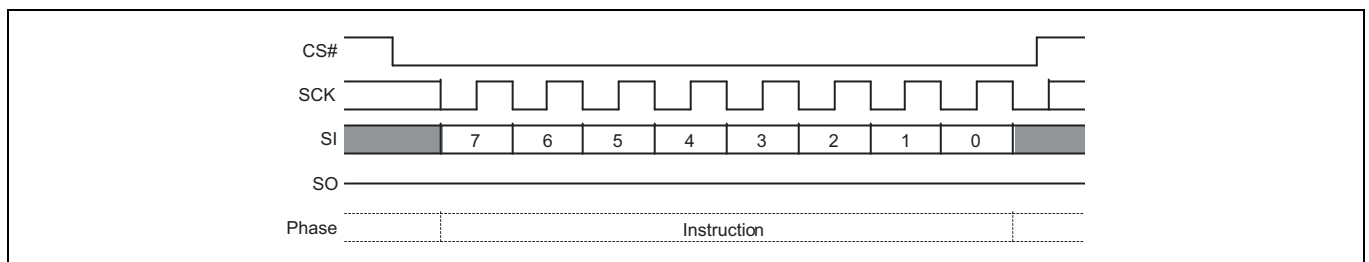 CS#
SCK
SI 7 6 5 4 3 2 1 0
SO
Phase Instruction